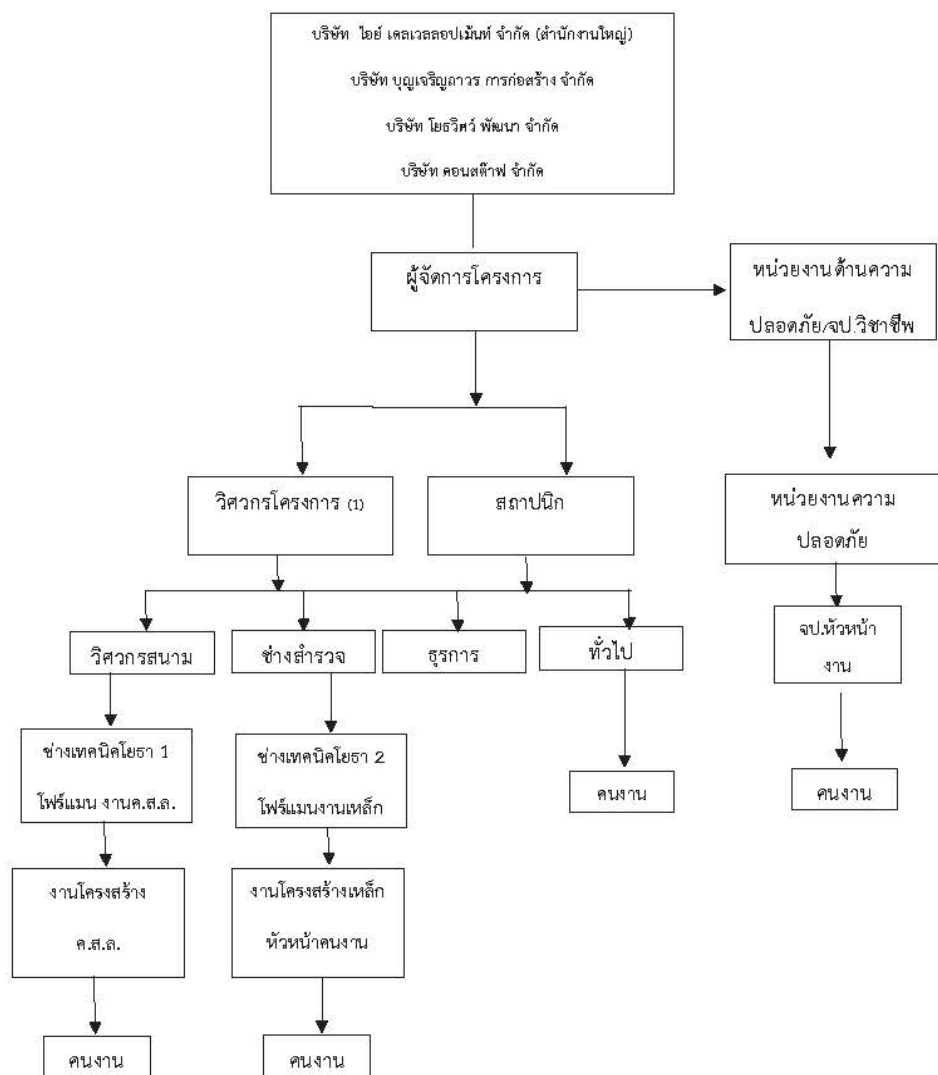 บริษัท ไอย์ เดลเวลลอปเม้นท์ จำกัด (สำนักงานใหญ่)
บริษัท บุญเจริญถาวร การก่อสร้าง จำกัด
บริษัท โยธวิศว์ พัฒนา จำกัด
บริษัท คอนสต๊าฟ จำกัด
ผู้จัดการโครงการ
หน่วยงานด้านความ
ปลอดภัย/จป.วิชาชีพ
วิศวกรโครงการ (1)
สถาปนิก
หน่วยงานความ
ปลอดภัย
วิศวกรสนาม
ช่างสำรวจ
ธุรการ
ทั่วไป
จป.หัวหน้า
งาน
ช่างเทคนิคโยธา 1
โฟร์แมน งานค.ส.ล.
ช่างเทคนิคโยธา 2
โฟร์แมนงานเหล็ก
คนงาน
คนงาน
งานโครงสร้าง
ค.ส.ล.
งานโครงสร้างเหล็ก
หัวหน้าคนงาน
คนงาน
คนงาน